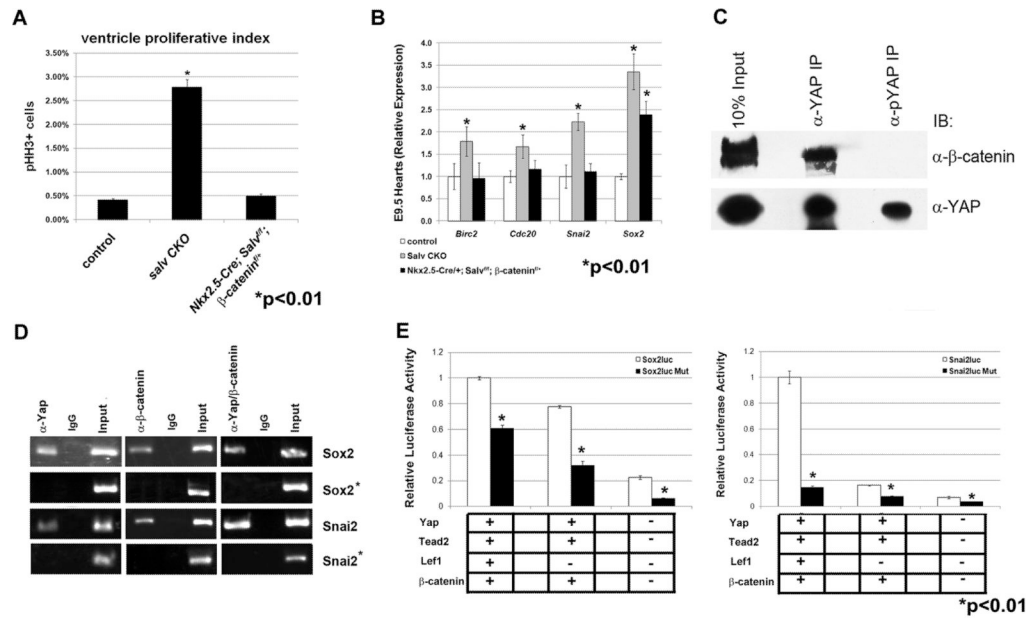 A
ventricle proliferative index
pHH3+ cells
3.50%
3.00%
2.50%
2.00%
1.50%
1.00%
0.50%
0.00%
*
control
salv CKO
Nkx2.5-Cre; Salv^f/f;
β-catenin^f/+
*p<0.01
B
E9.5 Hearts (Relative Expression)
4.0
3.5
3.0
2.5
2.0
1.5
1.0
0.5
0.0
* * * * *
Birc2 Cdc20 Snai2 Sox2
control
Salv CKO
Nkx2.5-Cre/+; Salv^f/f; β-catenin^f/+
*p<0.01
C
10% Input α-YAP IP α-pYAP IP
IB:
α-β-catenin
α-YAP
D
α-Yap IgG Input α-β-catenin IgG Input α-Yap/β-catenin IgG Input
Sox2
Sox2*
Snai2
Snai2*
E
Relative Luciferase Activity
1.2
1
0.8
0.6
0.4
0.2
0
Sox2luc
Sox2luc Mut
* * *
Yap + + -
Tead2 + + -
Lef1 + - -
β-catenin + + -
Relative Luciferase Activity
1.2
1
0.8
0.6
0.4
0.2
0
Snai2luc
Snai2luc Mut
* * *
Yap + + -
Tead2 + + -
Lef1 + - -
β-catenin + + -
*p<0.01